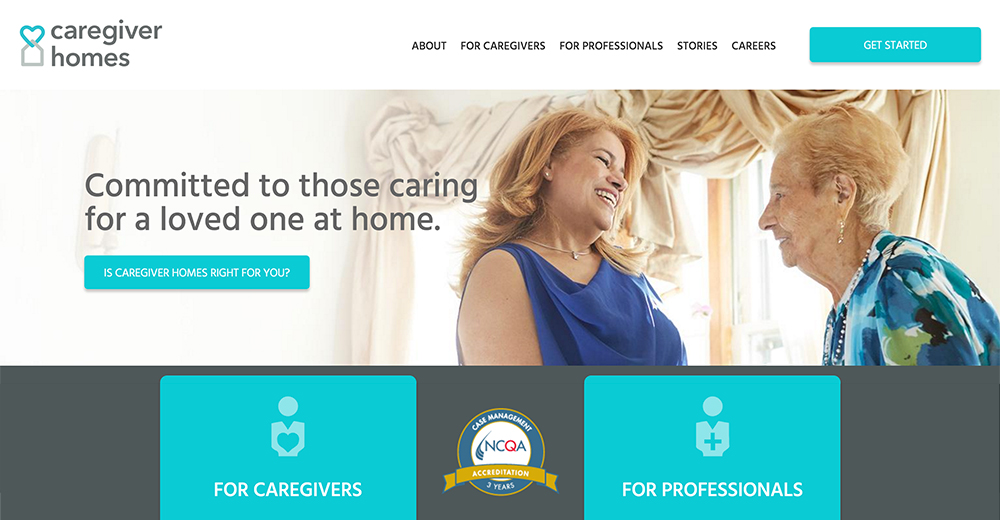 caregiver
homes
ABOUT FOR CAREGIVERS FOR PROFESSIONALS STORIES CAREERS GET STARTED
Committed to those caring
for a loved one at home.
IS CAREGIVER HOMES RIGHT FOR YOU?
CASE MANAGEMENT
NCQA
ACCREDITATION
3 YEARS
FOR CAREGIVERS
FOR PROFESSIONALS